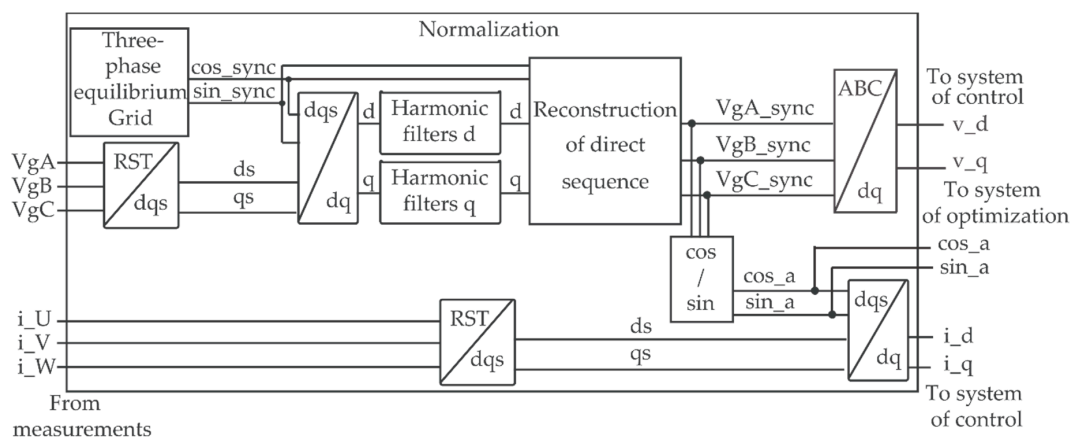 Normalization
Three-
phase
equilibrium
Grid
cos_sync
sin_sync
dqs
dq
d
q
Harmonic
filters d
Harmonic
filters q
d
q
Reconstruction
of direct
sequence
VgA_sync
VgB_sync
VgC_sync
ABC
dq
To system
of control
v_d
v_q
To system
of optimization
cos_a
sin_a
VgA
VgB
VgC
RST
dqs
ds
qs
cos
/
sin
cos_a
sin_a
dqs
dq
i_U
i_V
i_W
RST
dqs
ds
qs
i_d
i_q
To system
of control
From
measurements